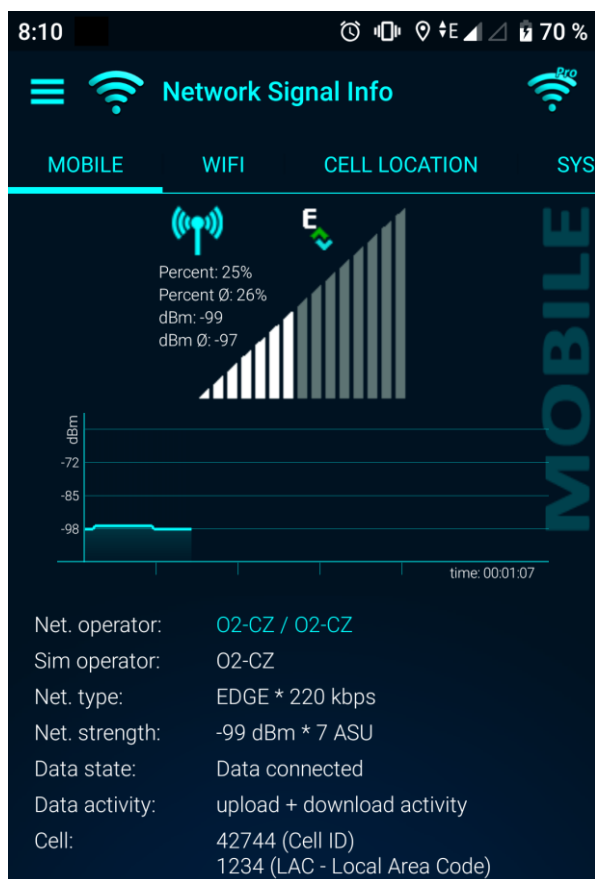 8:10 E 70 %
Network Signal Info Pro
MOBILE WIFI CELL LOCATION SYS
E
Percent: 25%
Percent Ø: 26%
dBm: -99
dBm Ø: -97
MOBILE
dBm
-72
-85
-98
time: 00:01:07
Net. operator: O2-CZ / O2-CZ
Sim operator: O2-CZ
Net. type: EDGE * 220 kbps
Net. strength: -99 dBm * 7 ASU
Data state: Data connected
Data activity: upload + download activity
Cell: 42744 (Cell ID)
1234 (LAC - Local Area Code)